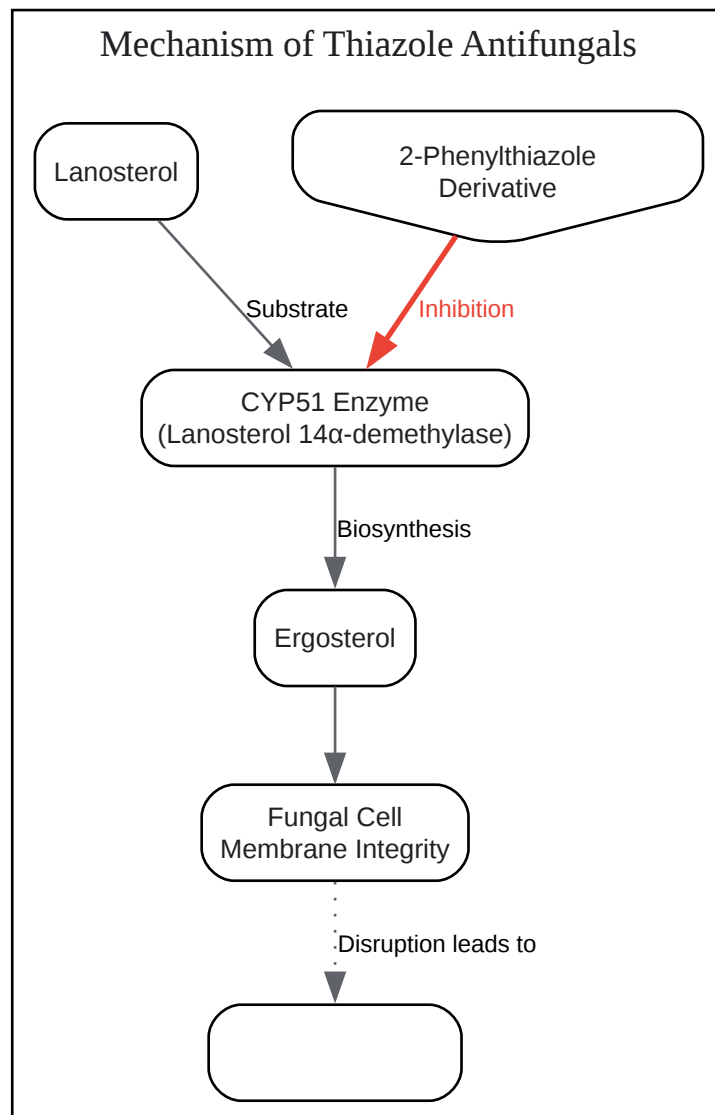 Mechanism of Thiazole Antifungals
Lanosterol
2-Phenylthiazole
Derivative
Substrate
Inhibition
CYP51 Enzyme
(Lanosterol 14α-demethylase)
Biosynthesis
Ergosterol
Fungal Cell
Membrane Integrity
Disruption leads to